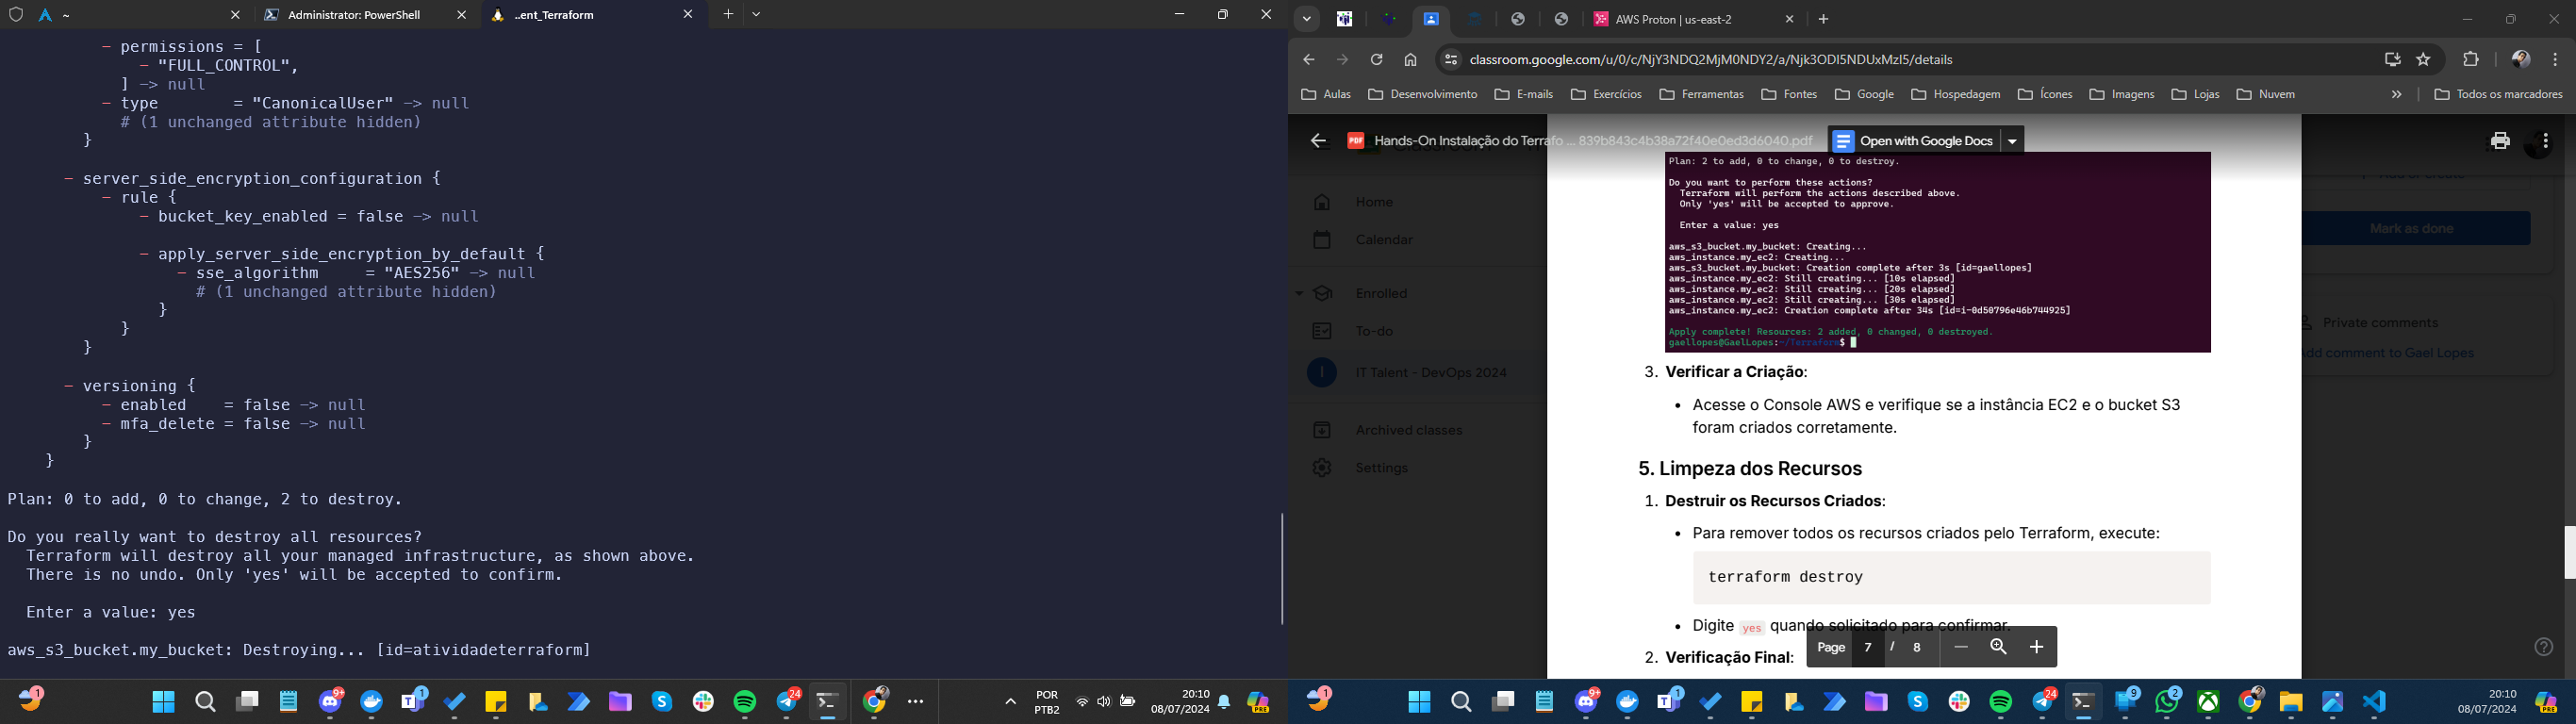 ~
Administrator: PowerShell
..ent_Terraform
- permissions = [
- "FULL_CONTROL",
] -> null
- type        = "CanonicalUser" -> null
# (1 unchanged attribute hidden)
}
- server_side_encryption_configuration {
- rule {
- bucket_key_enabled = false -> null
- apply_server_side_encryption_by_default {
- sse_algorithm     = "AES256" -> null
# (1 unchanged attribute hidden)
}
}
}
- versioning {
- enabled    = false -> null
- mfa_delete = false -> null
}
}
Plan: 0 to add, 0 to change, 2 to destroy.
Do you really want to destroy all resources?
Terraform will destroy all your managed infrastructure, as shown above.
There is no undo. Only 'yes' will be accepted to confirm.
Enter a value: yes
aws_s3_bucket.my_bucket: Destroying... [id=atividadeterraform]
1
9+
1
24
POR
PTB2
20:10
08/07/2024
PRE
AWS Proton | us-east-2
classroom.google.com/u/0/c/NjY3NDQ2MjM0NDY2/a/Njk3ODI5NDUxMzI5/details
Aulas
Desenvolvimento
E-mails
Exercícios
Ferramentas
Fontes
Google
Hospedagem
Ícones
Imagens
Lojas
Nuvem
Todos os marcadores
PDF
Hands-On Instalação do Terrafo ... 839b843c4b38a72f40e0ed3d6040.pdf
Open with Google Docs
Home
Calendar
Enrolled
To-do
I
IT Talent - DevOps 2024
Archived classes
Settings
Mark as done
Private comments
Add comment to Gael Lopes
Plan: 2 to add, 0 to change, 0 to destroy.
Do you want to perform these actions?
Terraform will perform the actions described above.
Only 'yes' will be accepted to approve.
Enter a value: yes
aws_s3_bucket.my_bucket: Creating...
aws_instance.my_ec2: Creating...
aws_s3_bucket.my_bucket: Creation complete after 3s [id=gaellopes]
aws_instance.my_ec2: Still creating... [10s elapsed]
aws_instance.my_ec2: Still creating... [20s elapsed]
aws_instance.my_ec2: Still creating... [30s elapsed]
aws_instance.my_ec2: Creation complete after 34s [id=i-0d50796e46b744925]
Apply complete! Resources: 2 added, 0 changed, 0 destroyed.
gaellopes@GaelLopes:~/Terraform$
3. Verificar a Criação:
• Acesse o Console AWS e verifique se a instância EC2 e o bucket S3
foram criados corretamente.
5. Limpeza dos Recursos
1. Destruir os Recursos Criados:
• Para remover todos os recursos criados pelo Terraform, execute:
terraform destroy
• Digite yes quando solicitado para confirmar.
2. Verificação Final:
Page 7 / 8
1
9+
1
24
9
2
20:10
08/07/2024
PRE